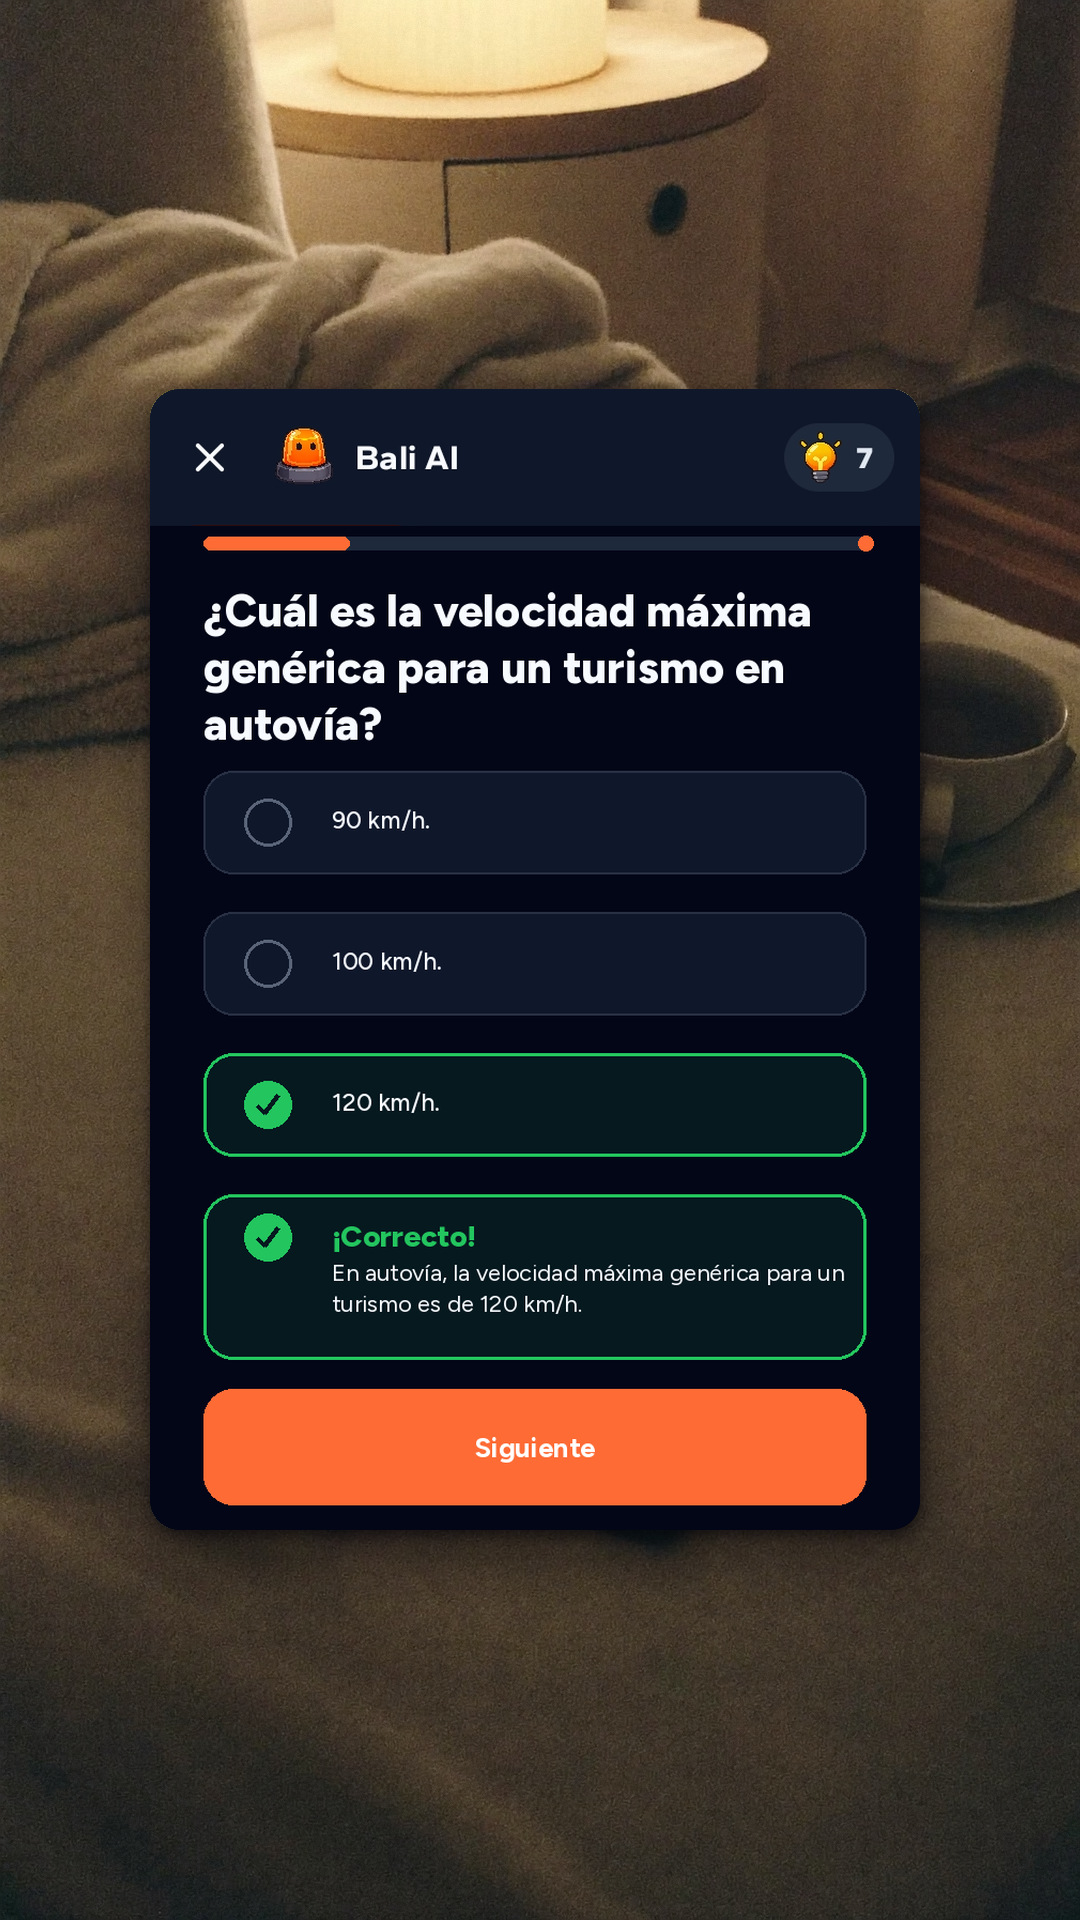 Bali AI
7
¿Cuál es la velocidad máxima
genérica para un turismo en
autovía?
90 km/h.
100 km/h.
120 km/h.
¡Correcto!
En autovía, la velocidad máxima genérica para un
turismo es de 120 km/h.
Siguiente